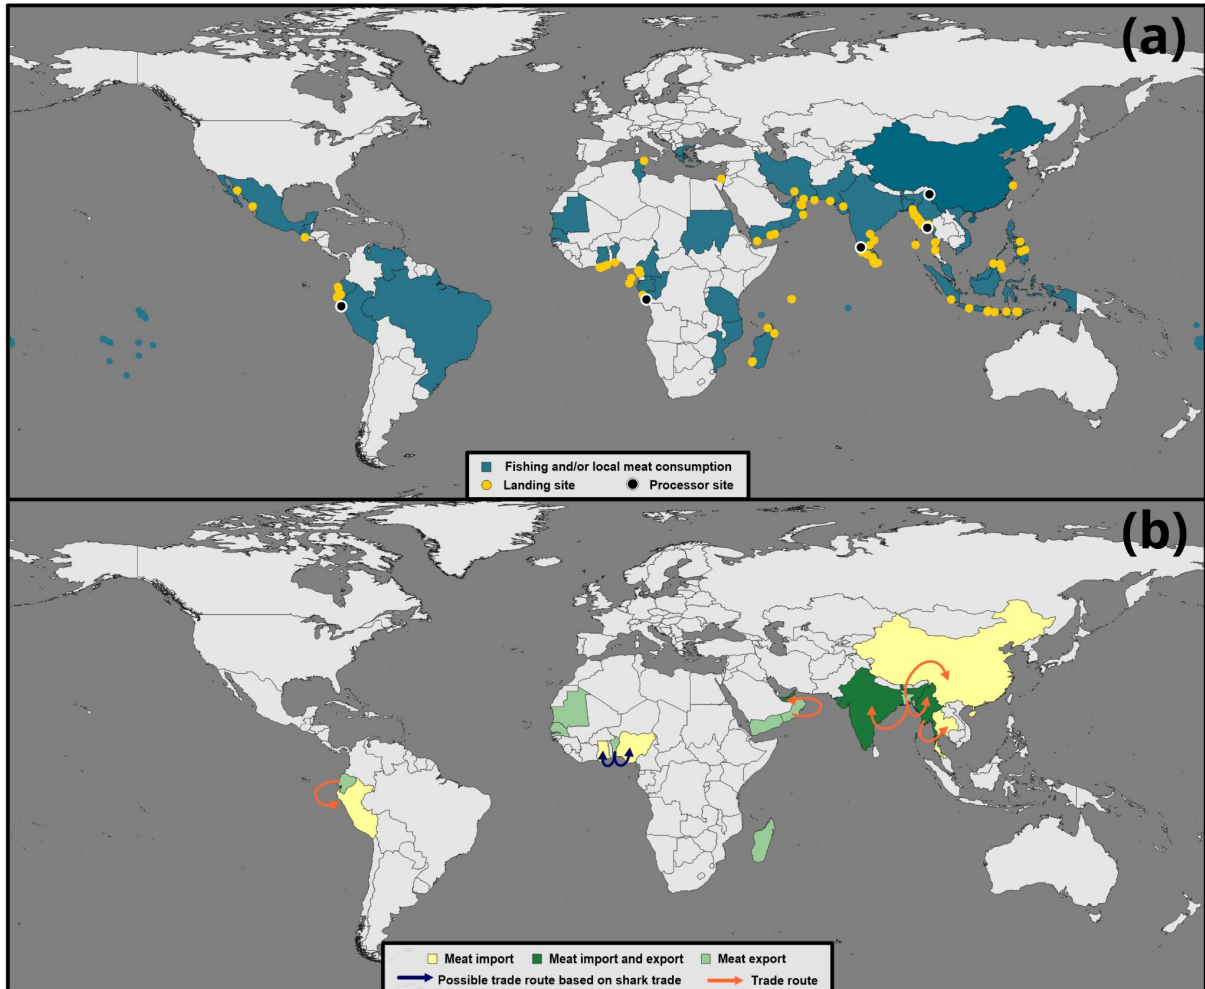 (a)
Fishing and/or local meat consumption
Landing site Processor site
(b)
Meat import Meat import and export Meat export
Possible trade route based on shark trade Trade route